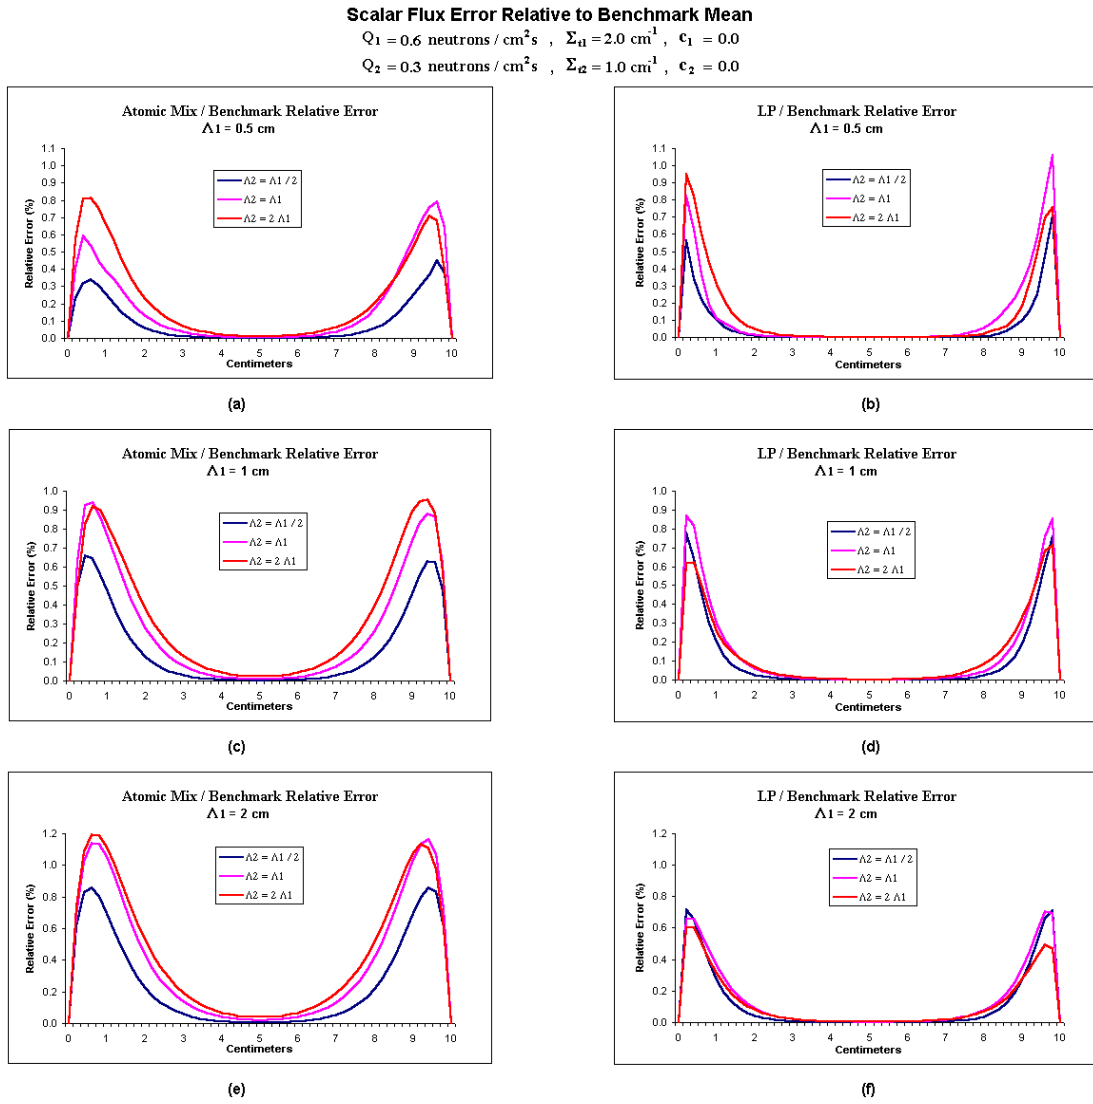 Scalar Flux Error Relative to Benchmark Mean
Q1 = 0.6 neutrons / cm²s , Σt1 = 2.0 cm⁻¹ , c1 = 0.0
Q2 = 0.3 neutrons / cm²s , Σt2 = 1.0 cm⁻¹ , c2 = 0.0
Atomic Mix / Benchmark Relative Error
Λ1 = 0.5 cm
Relative Error (%)
1.1
1.0
0.9
0.8
0.7
0.6
0.5
0.4
0.3
0.2
0.1
0.0
Λ2 = Λ1 / 2
Λ2 = Λ1
Λ2 = 2 Λ1
0 1 2 3 4 5 6 7 8 9 10
Centimeters
(a)
LP / Benchmark Relative Error
Λ1 = 0.5 cm
Relative Error (%)
1.1
1.0
0.9
0.8
0.7
0.6
0.5
0.4
0.3
0.2
0.1
0.0
Λ2 = Λ1 / 2
Λ2 = Λ1
Λ2 = 2 Λ1
0 1 2 3 4 5 6 7 8 9 10
Centimeters
(b)
Atomic Mix / Benchmark Relative Error
Λ1 = 1 cm
Relative Error (%)
1.0
0.9
0.8
0.7
0.6
0.5
0.4
0.3
0.2
0.1
0.0
Λ2 = Λ1 / 2
Λ2 = Λ1
Λ2 = 2 Λ1
0 1 2 3 4 5 6 7 8 9 10
Centimeters
(c)
LP / Benchmark Relative Error
Λ1 = 1 cm
Relative Error (%)
1.0
0.9
0.8
0.7
0.6
0.5
0.4
0.3
0.2
0.1
0.0
Λ2 = Λ1 / 2
Λ2 = Λ1
Λ2 = 2 Λ1
0 1 2 3 4 5 6 7 8 9 10
Centimeters
(d)
Atomic Mix / Benchmark Relative Error
Λ1 = 2 cm
Relative Error (%)
1.2
1.0
0.8
0.6
0.4
0.2
0.0
Λ2 = Λ1 / 2
Λ2 = Λ1
Λ2 = 2 Λ1
0 1 2 3 4 5 6 7 8 9 10
Centimeters
(e)
LP / Benchmark Relative Error
Λ1 = 2 cm
Relative Error (%)
1.2
1.0
0.8
0.6
0.4
0.2
0.0
Λ2 = Λ1 / 2
Λ2 = Λ1
Λ2 = 2 Λ1
0 1 2 3 4 5 6 7 8 9 10
Centimeters
(f)